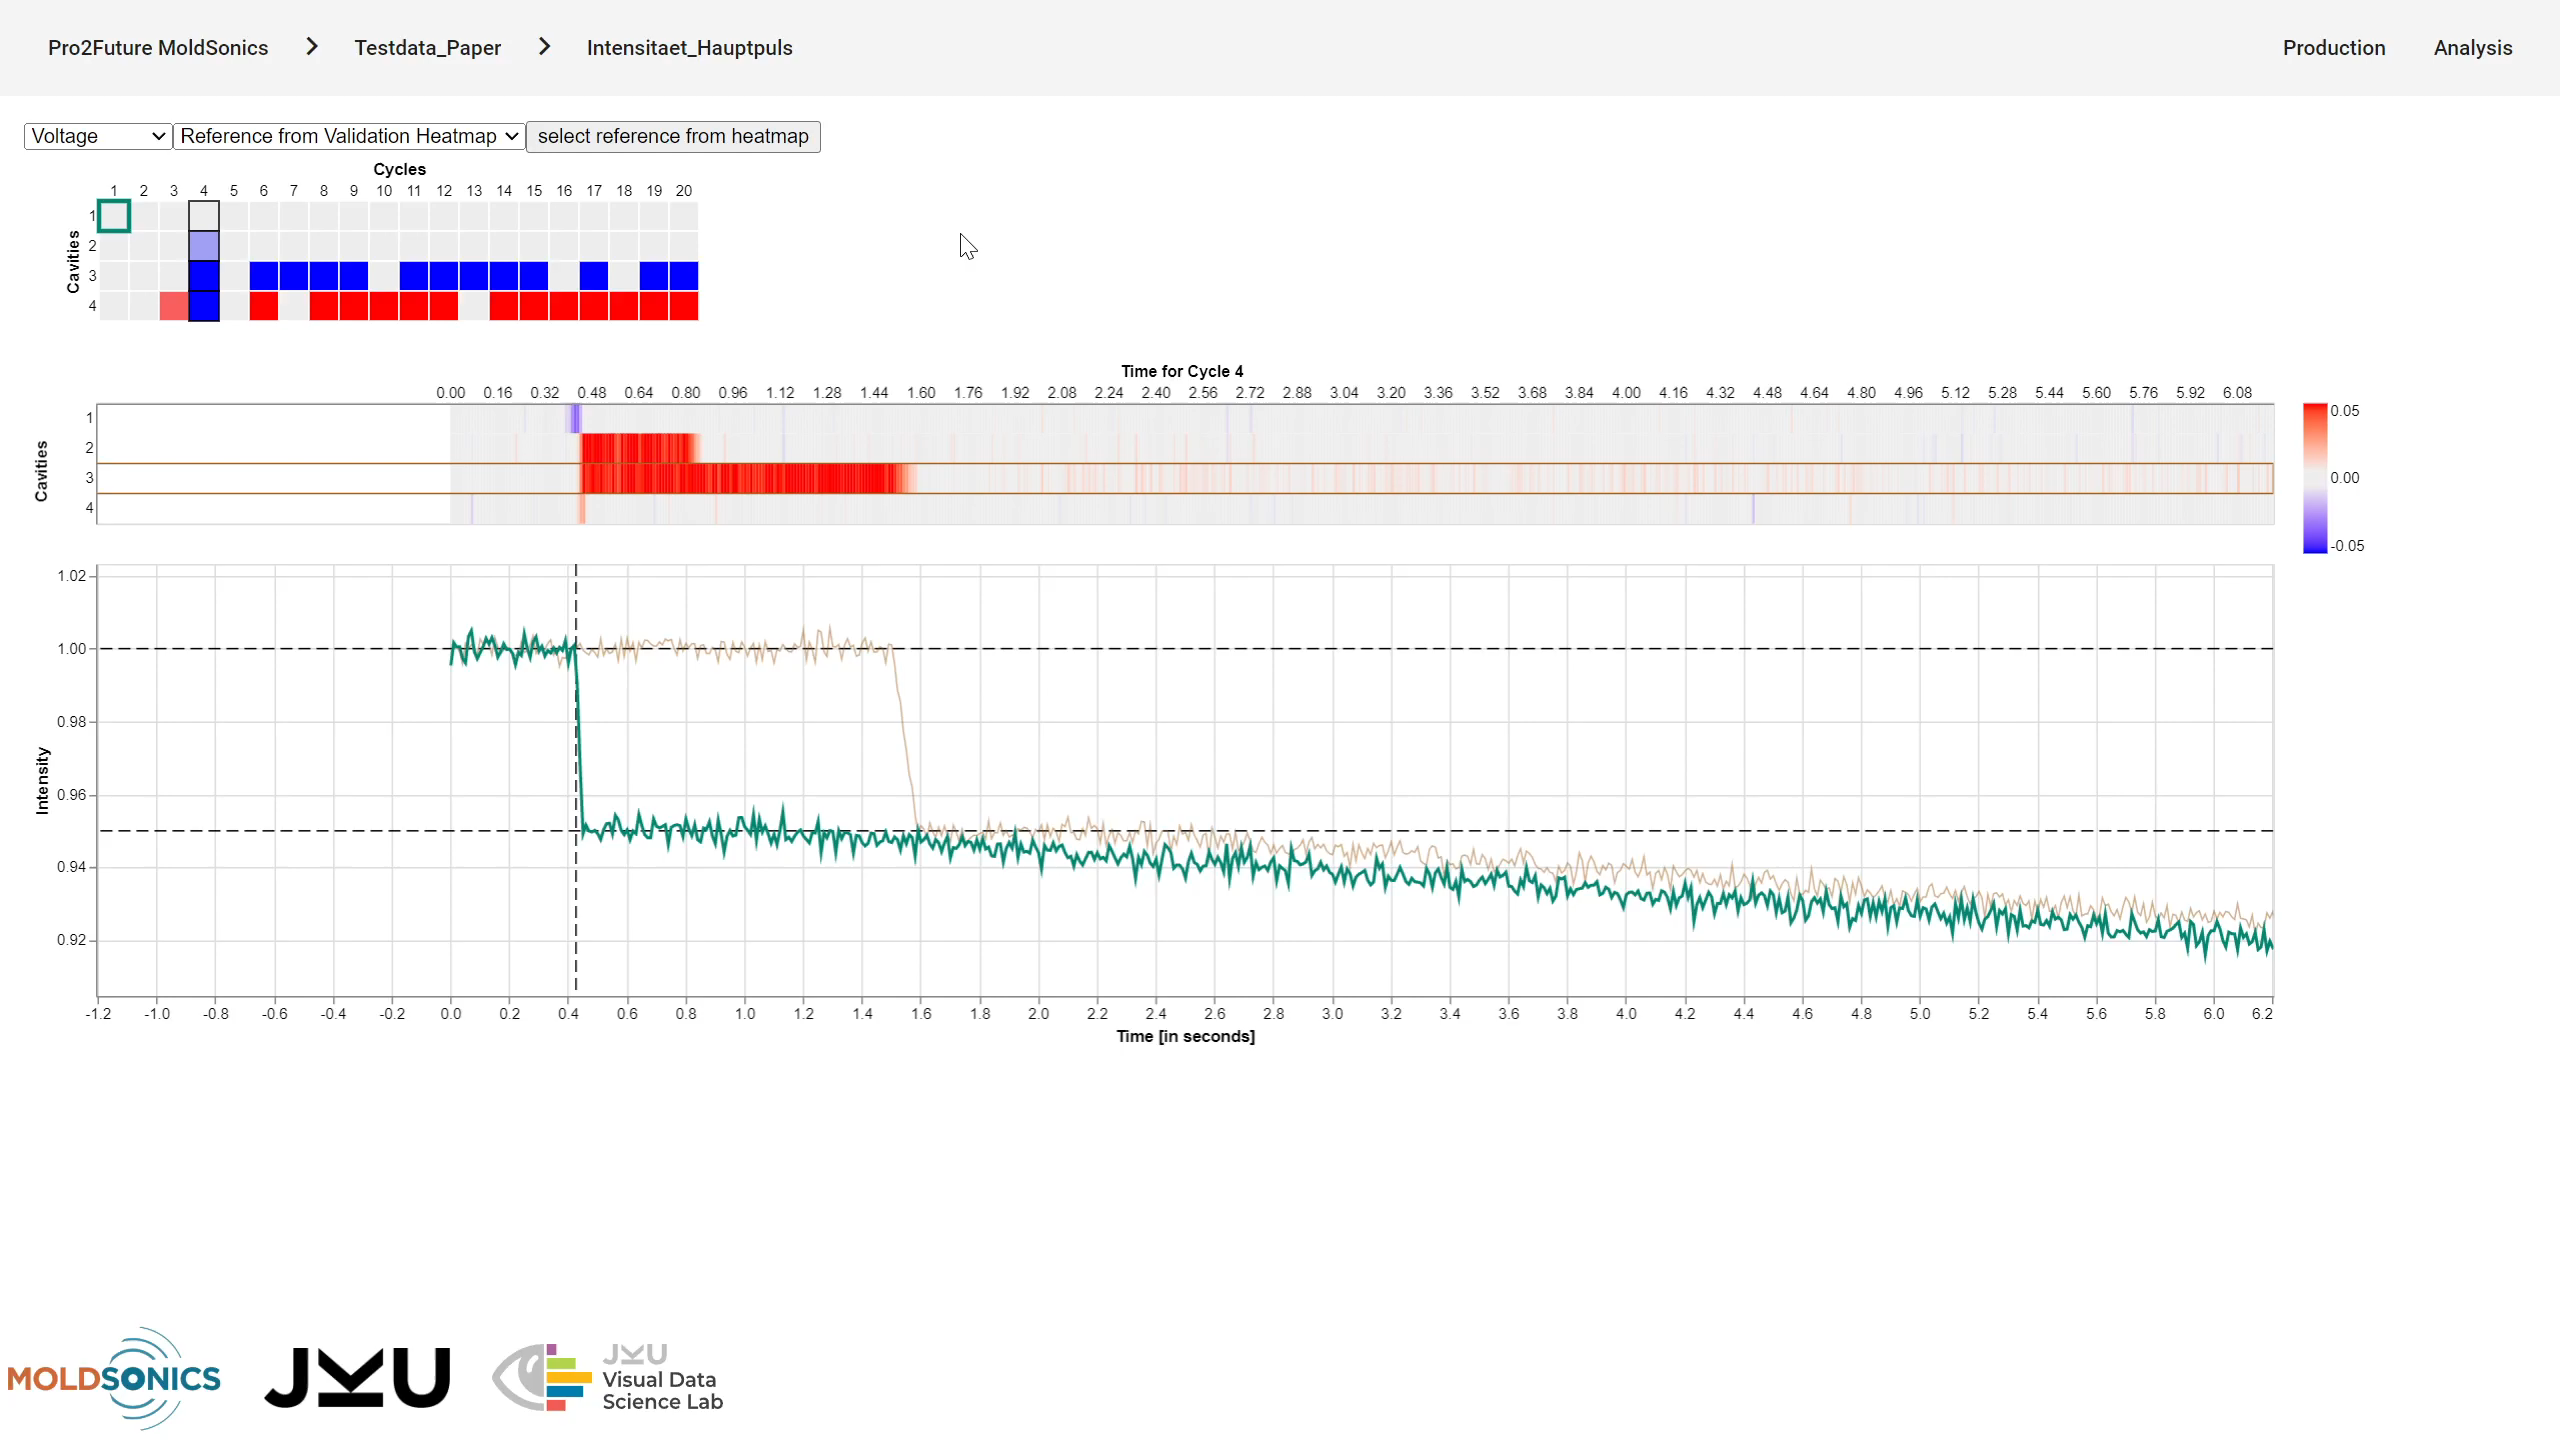 Pro2Future MoldSonics > Testdata_Paper > Intensitaet_Hauptpuls Production Analysis
Voltage Reference from Validation Heatmap select reference from heatmap
Cycles
1 2 3 4 5 6 7 8 9 10 11 12 13 14 15 16 17 18 19 20
Cavities
1
2
3
4
Time for Cycle 4
0.00 0.16 0.32 0.48 0.64 0.80 0.96 1.12 1.28 1.44 1.60 1.76 1.92 2.08 2.24 2.40 2.56 2.72 2.88 3.04 3.20 3.36 3.52 3.68 3.84 4.00 4.16 4.32 4.48 4.64 4.80 4.96 5.12 5.28 5.44 5.60 5.76 5.92 6.08
Cavities
1
2
3
4
0.05
0.00
-0.05
Intensity
1.02
1.00
0.98
0.96
0.94
0.92
-1.2 -1.0 -0.8 -0.6 -0.4 -0.2 0.0 0.2 0.4 0.6 0.8 1.0 1.2 1.4 1.6 1.8 2.0 2.2 2.4 2.6 2.8 3.0 3.2 3.4 3.6 3.8 4.0 4.2 4.4 4.6 4.8 5.0 5.2 5.4 5.6 5.8 6.0 6.2
Time [in seconds]
MOLDSONICS
JKU
JKU
Visual Data
Science Lab